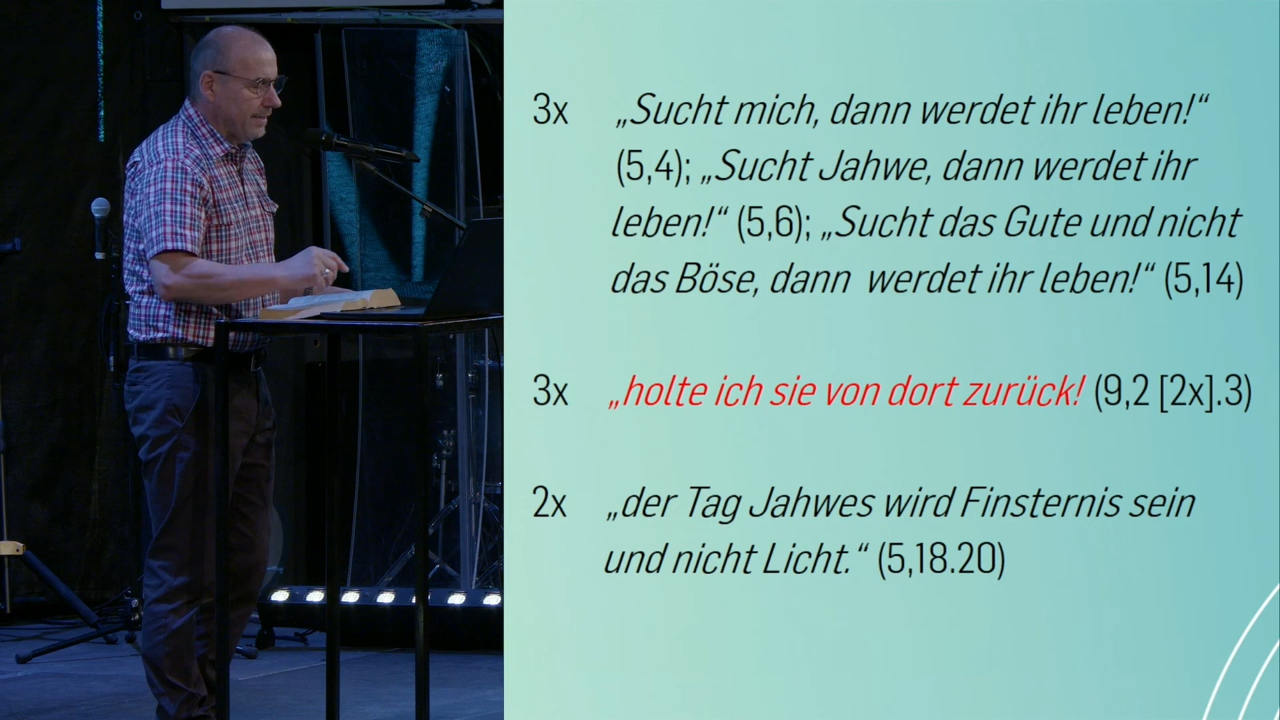 3x „Sucht mich, dann werdet ihr leben!“
(5,4); „Sucht Jahwe, dann werdet ihr
leben!“ (5,6); „Sucht das Gute und nicht
das Böse, dann werdet ihr leben!“ (5,14)
3x „holte ich sie von dort zurück! (9,2 [2x].3)
2x „der Tag Jahwes wird Finsternis sein
und nicht Licht.“ (5,18.20)